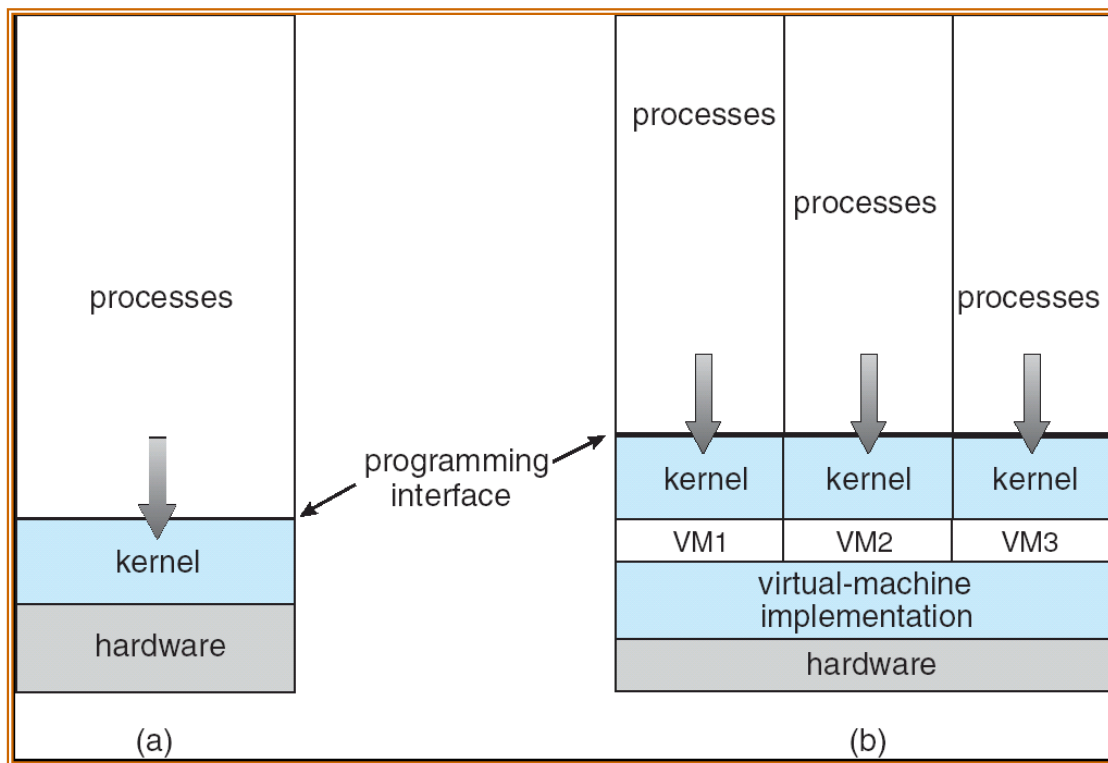 processes
programming
interface
kernel
hardware
(a)
processes
processes
processes
kernel
kernel
kernel
VM1
VM2
VM3
virtual-machine
implementation
hardware
(b)